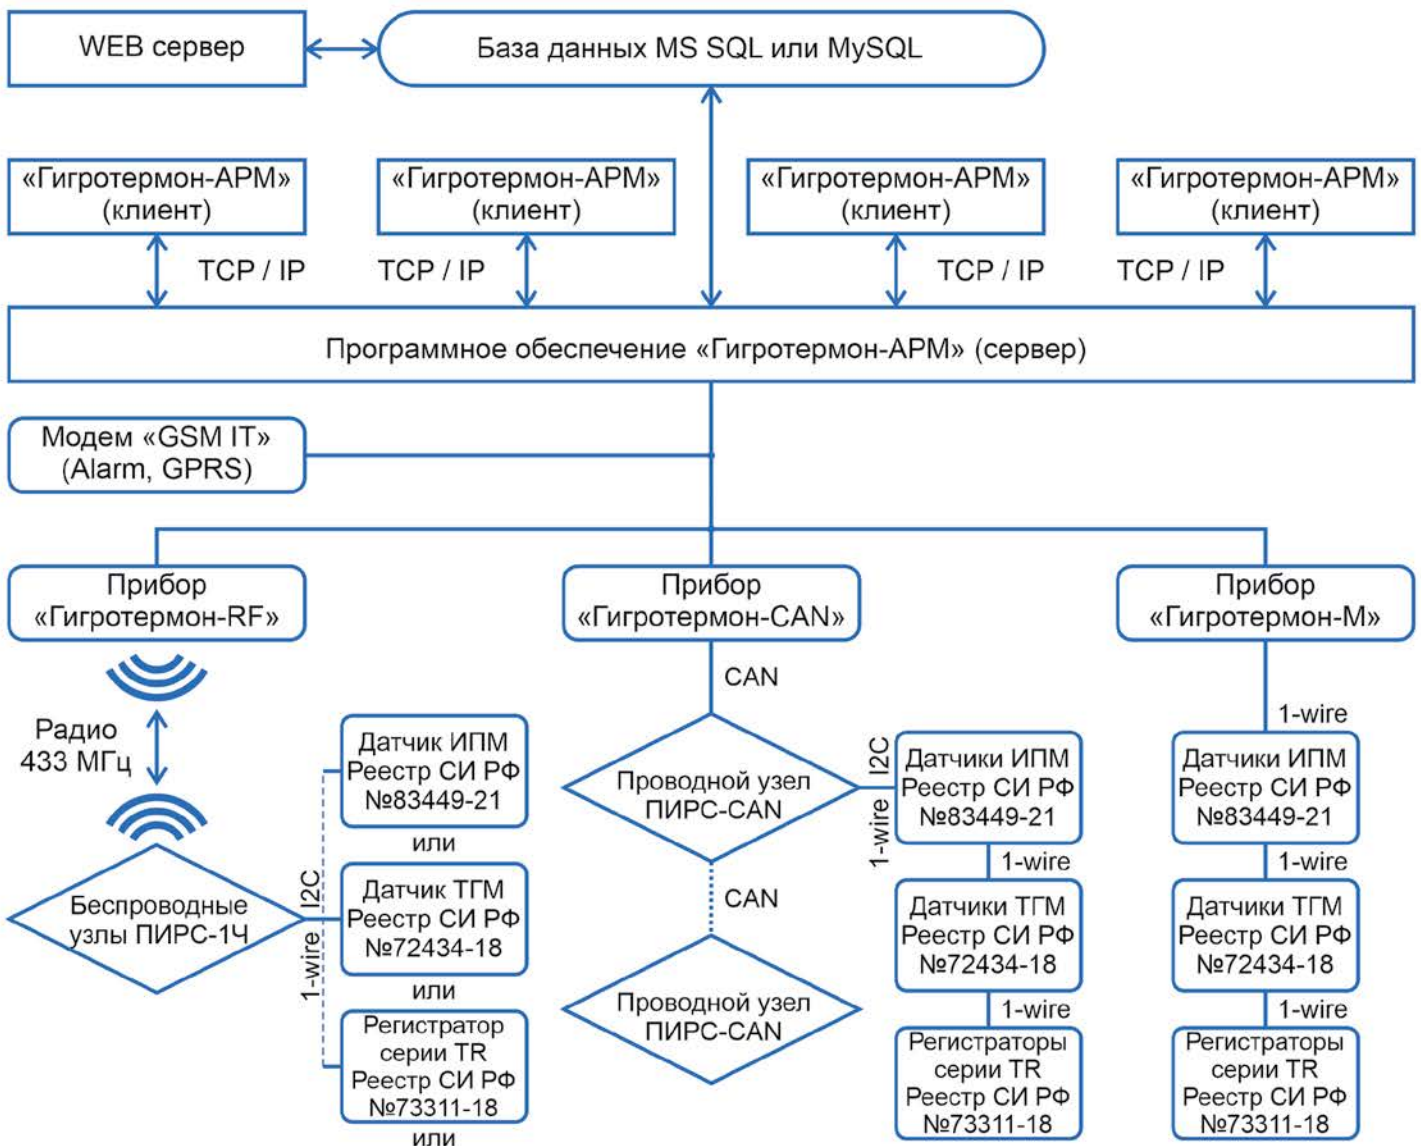 WEB сервер
База данных MS SQL или MySQL
«Гигротермон-АРМ»
(клиент)
«Гигротермон-АРМ»
(клиент)
«Гигротермон-АРМ»
(клиент)
«Гигротермон-АРМ»
(клиент)
TCP / IP
TCP / IP
TCP / IP
TCP / IP
Программное обеспечение «Гигротермон-АРМ» (сервер)
Модем «GSM IT»
(Alarm, GPRS)
Прибор
«Гигротермон-RF»
Прибор
«Гигротермон-CAN»
Прибор
«Гигротермон-М»
Радио
433 МГц
Беспроводные
узлы ПИРС-1Ч
I2C
1-wire
Датчик ИПМ
Реестр СИ РФ
№83449-21
или
Датчик ТГМ
Реестр СИ РФ
№72434-18
или
Регистратор
серии TR
Реестр СИ РФ
№73311-18
или
CAN
Проводной узел
ПИРС-CAN
CAN
Проводной узел
ПИРС-CAN
I2C
1-wire
Датчики ИПМ
Реестр СИ РФ
№83449-21
1-wire
Датчики ТГМ
Реестр СИ РФ
№72434-18
1-wire
Регистраторы
серии TR
Реестр СИ РФ
№73311-18
1-wire
Датчики ИПМ
Реестр СИ РФ
№83449-21
1-wire
Датчики ТГМ
Реестр СИ РФ
№72434-18
1-wire
Регистраторы
серии TR
Реестр СИ РФ
№73311-18